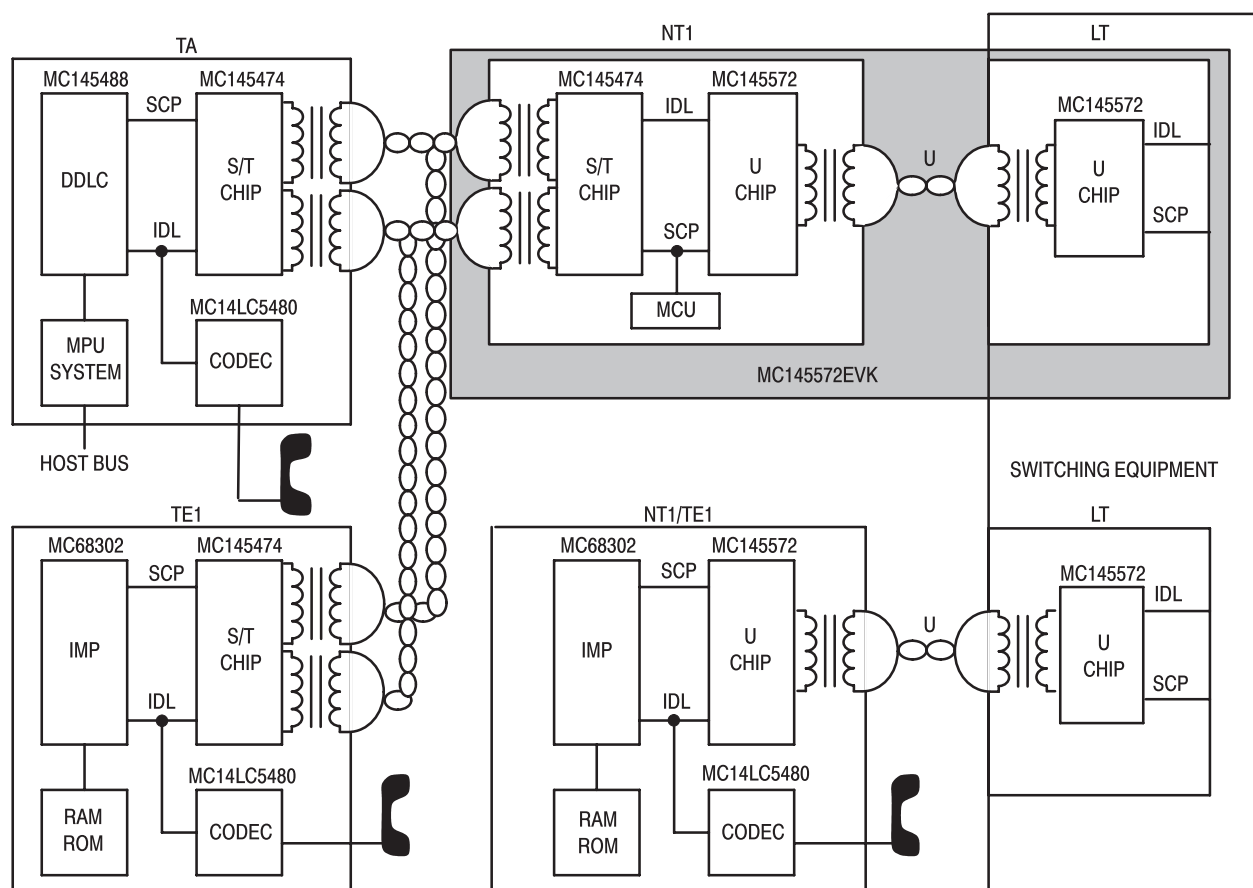 TA
MC145488
MC145474
SCP
DDLC
S/T
CHIP
IDL
MC14LC5480
MPU
SYSTEM
CODEC
HOST BUS
NT1
MC145474
MC145572
IDL
S/T
CHIP
U
CHIP
SCP
MCU
U
MC145572EVK
LT
MC145572
IDL
U
CHIP
SCP
SWITCHING EQUIPMENT
TE1
MC68302
MC145474
SCP
IMP
S/T
CHIP
IDL
MC14LC5480
RAM
ROM
CODEC
NT1/TE1
MC68302
MC145572
SCP
IMP
U
CHIP
IDL
MC14LC5480
RAM
ROM
CODEC
U
LT
MC145572
IDL
U
CHIP
SCP